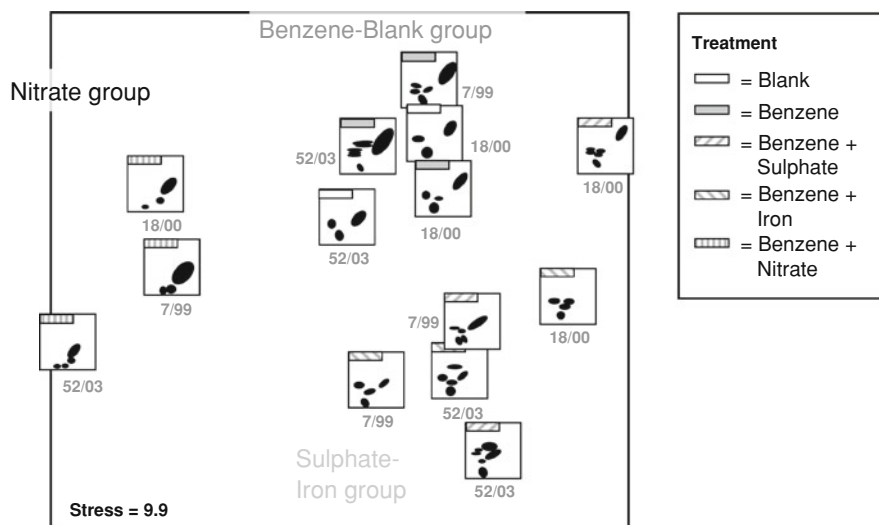 Benzene-Blank group
Nitrate group
7/99
18/00
52/03
18/00
18/00
18/00
52/03
7/99
7/99
18/00
52/03
7/99
52/03
Sulphate-
Iron group
52/03
Stress = 9.9
Treatment
= Blank
= Benzene
= Benzene +
Sulphate
= Benzene +
Iron
= Benzene +
Nitrate